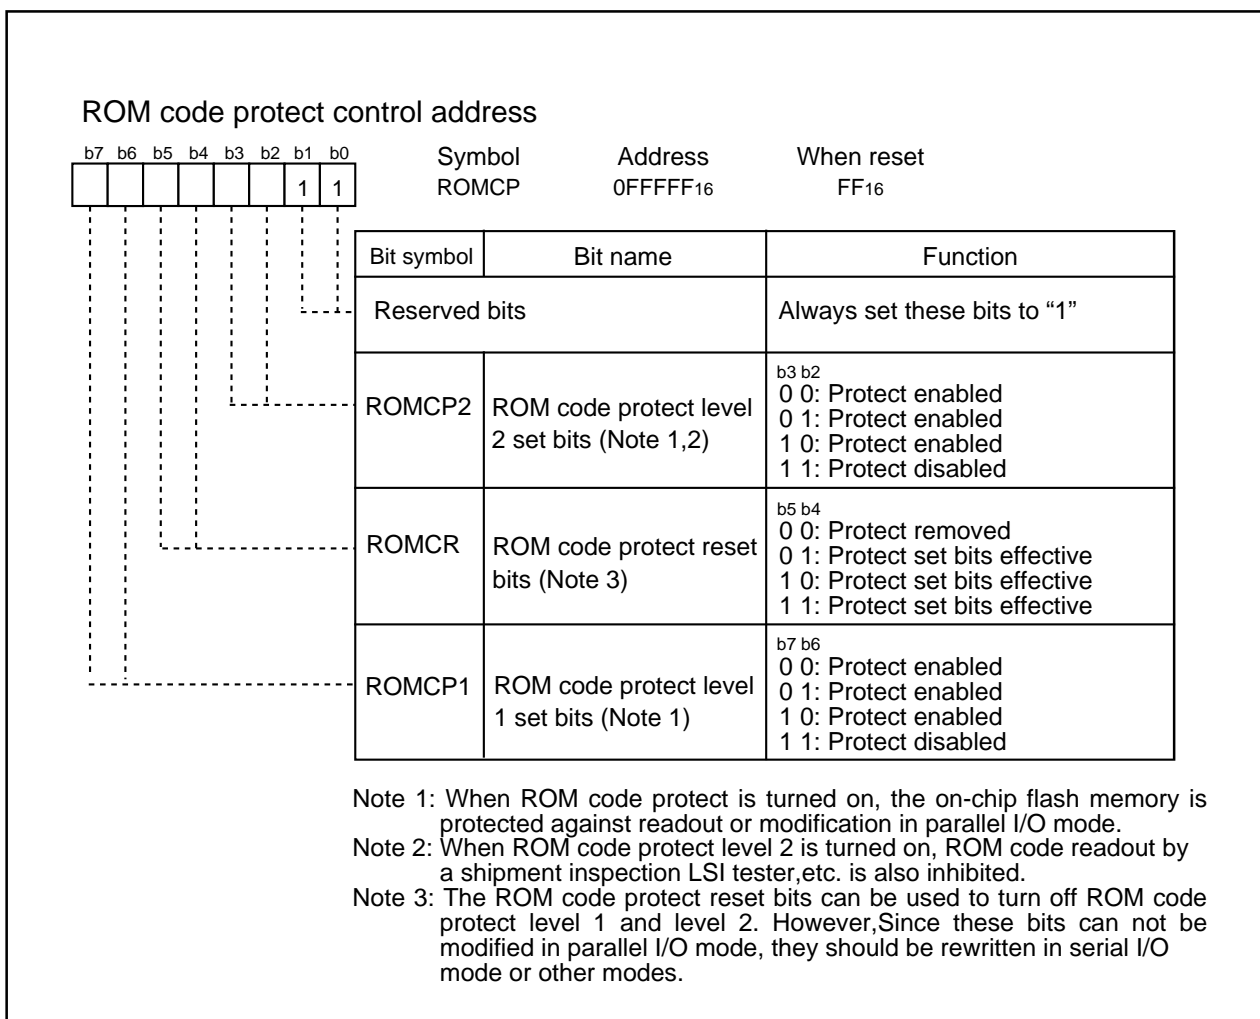 ROM code protect control address
b7 b6 b5 b4 b3 b2 b1 b0
Symbol Address When reset
1 1 ROMCP 0FFFFF16 FF16
Bit symbol Bit name Function
Reserved bits Always set these bits to “1”
b3 b2
0 0: Protect enabled
ROMCP2 ROM code protect level 0 1: Protect enabled
2 set bits (Note 1,2) 1 0: Protect enabled
1 1: Protect disabled
b5 b4
0 0: Protect removed
ROMCR ROM code protect reset 0 1: Protect set bits effective
bits (Note 3) 1 0: Protect set bits effective
1 1: Protect set bits effective
b7 b6
0 0: Protect enabled
ROMCP1 ROM code protect level 0 1: Protect enabled
1 set bits (Note 1) 1 0: Protect enabled
1 1: Protect disabled
Note 1: When ROM code protect is turned on, the on-chip flash memory is
protected against readout or modification in parallel I/O mode.
Note 2: When ROM code protect level 2 is turned on, ROM code readout by
a shipment inspection LSI tester,etc. is also inhibited.
Note 3: The ROM code protect reset bits can be used to turn off ROM code
protect level 1 and level 2. However,Since these bits can not be
modified in parallel I/O mode, they should be rewritten in serial I/O
mode or other modes.